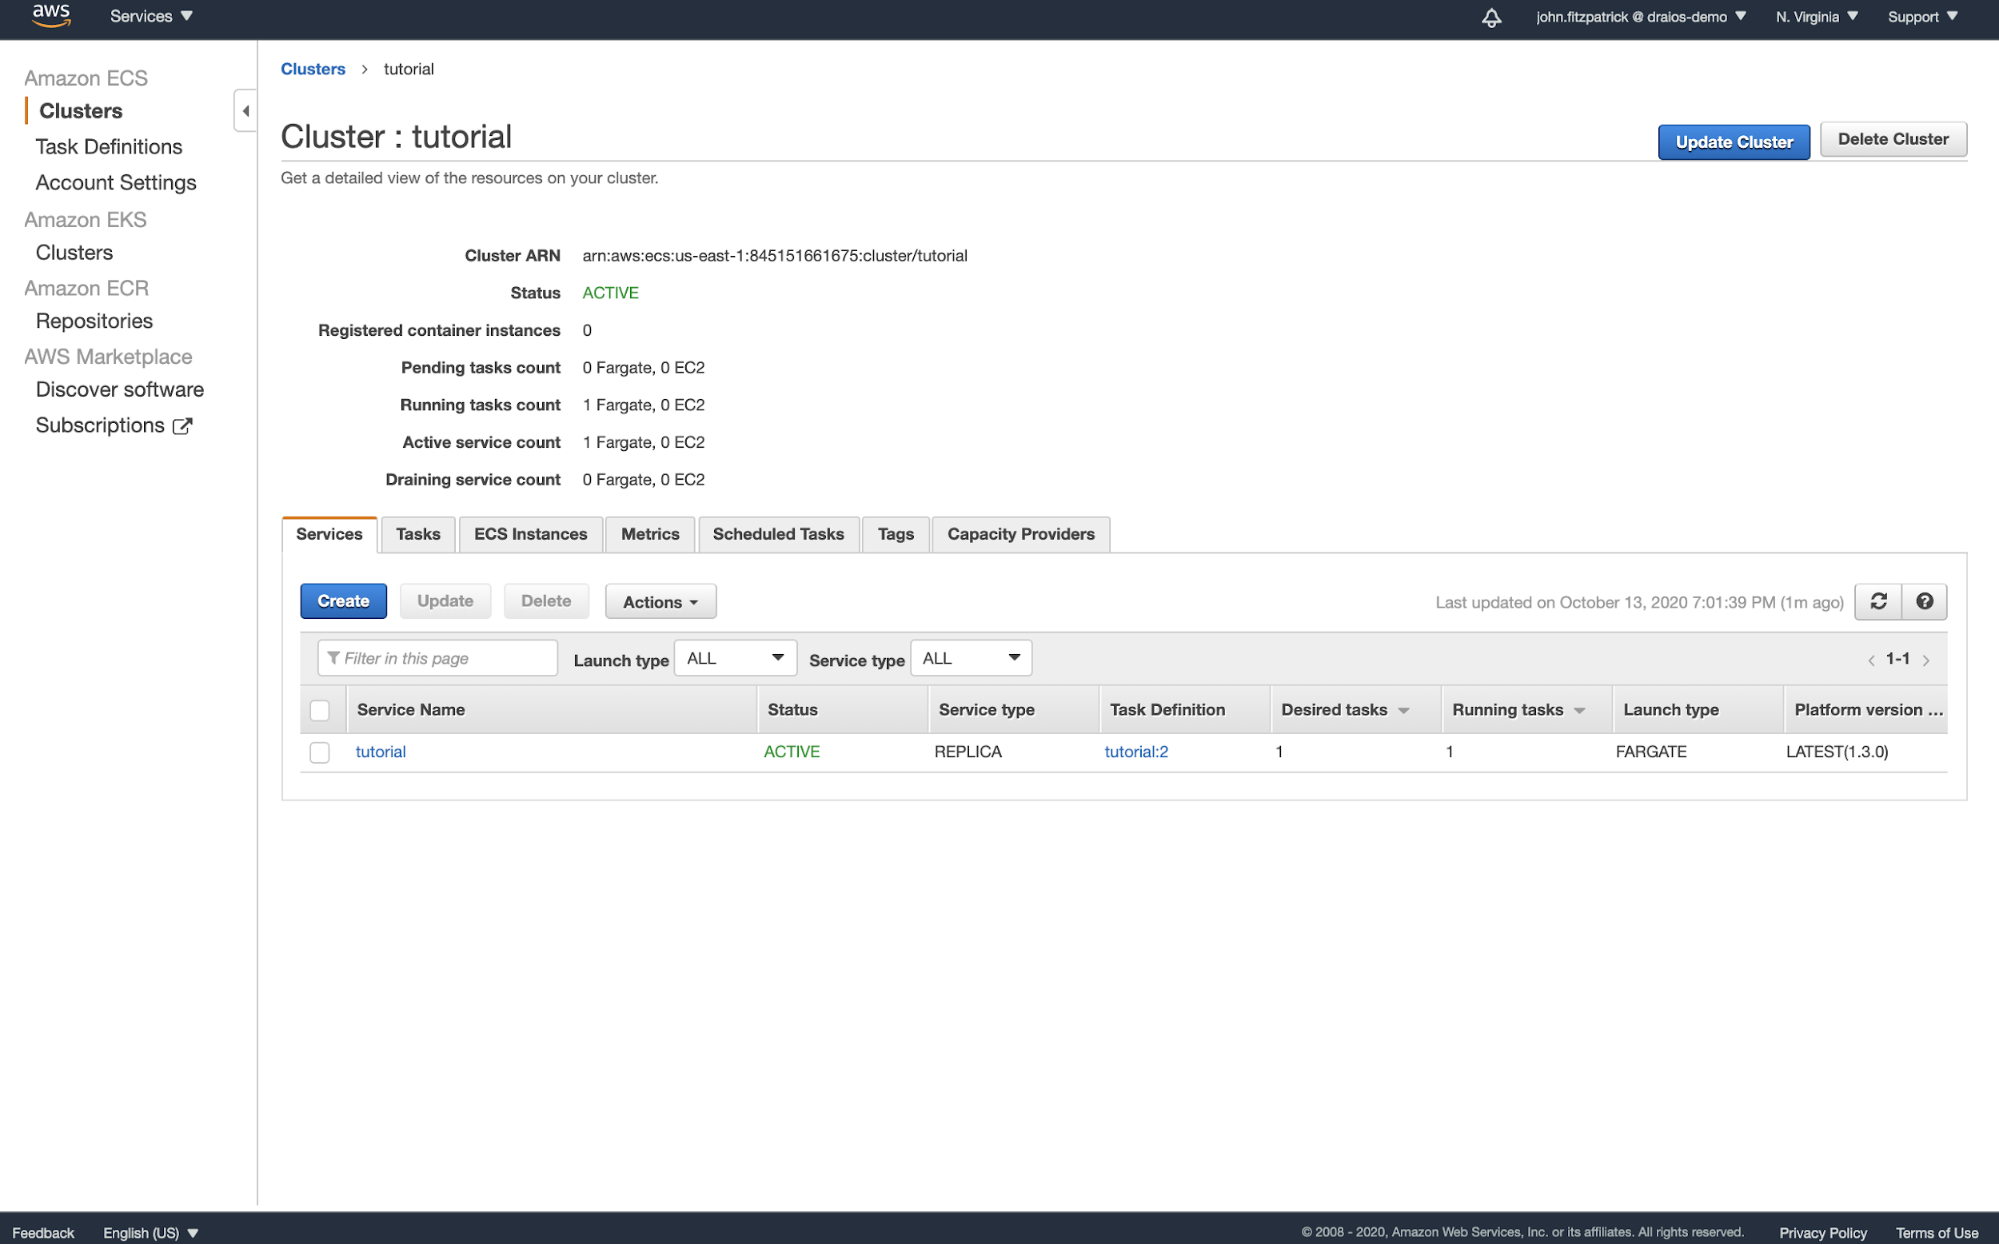 aws Services john.fitzpatrick @ draios-demo N. Virginia Support
Amazon ECS
Clusters
Task Definitions
Account Settings
Amazon EKS
Clusters
Amazon ECR
Repositories
AWS Marketplace
Discover software
Subscriptions
Clusters > tutorial
Cluster : tutorial
Update Cluster Delete Cluster
Get a detailed view of the resources on your cluster.
Cluster ARN arn:aws:ecs:us-east-1:845151661675:cluster/tutorial
Status ACTIVE
Registered container instances 0
Pending tasks count 0 Fargate, 0 EC2
Running tasks count 1 Fargate, 0 EC2
Active service count 1 Fargate, 0 EC2
Draining service count 0 Fargate, 0 EC2
Services Tasks ECS Instances Metrics Scheduled Tasks Tags Capacity Providers
Create Update Delete Actions Last updated on October 13, 2020 7:01:39 PM (1m ago) ?
Filter in this page Launch type ALL Service type ALL < 1-1 >
Service Name Status Service type Task Definition Desired tasks Running tasks Launch type Platform version ...
tutorial ACTIVE REPLICA tutorial:2 1 1 FARGATE LATEST(1.3.0)
Feedback English (US) © 2008 - 2020, Amazon Web Services, Inc. or its affiliates. All rights reserved. Privacy Policy Terms of Use